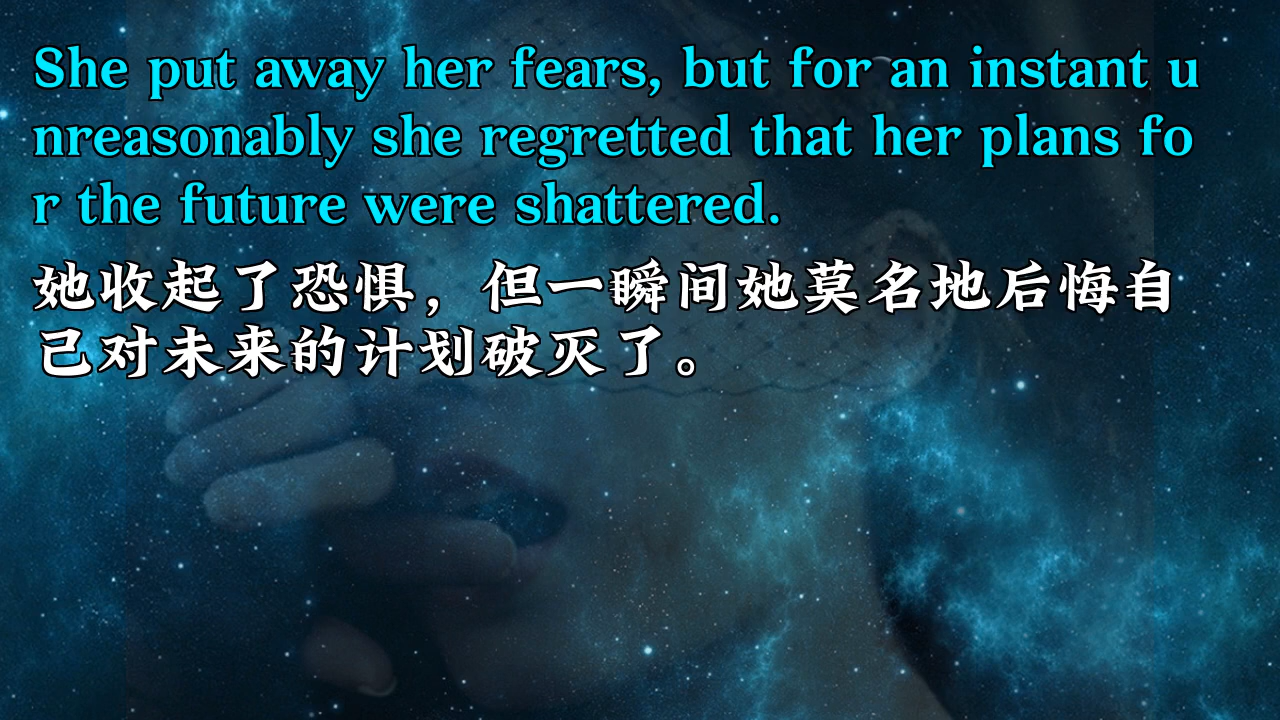 She put away her fears, but for an instant u
nreasonably she regretted that her plans fo
r the future were shattered.
她收起了恐惧，但一瞬间她莫名地后悔自
己对未来的计划破灭了。